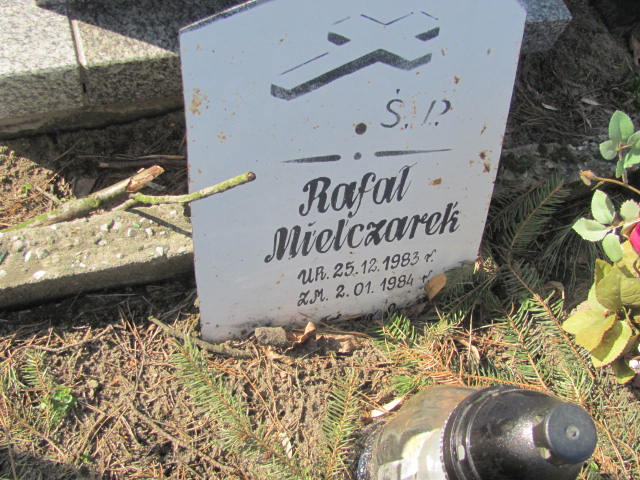 Ś.P.
Rafał
Mielczarek
UR. 25.12.1983 r.
ZM. 2.01.1984 r.